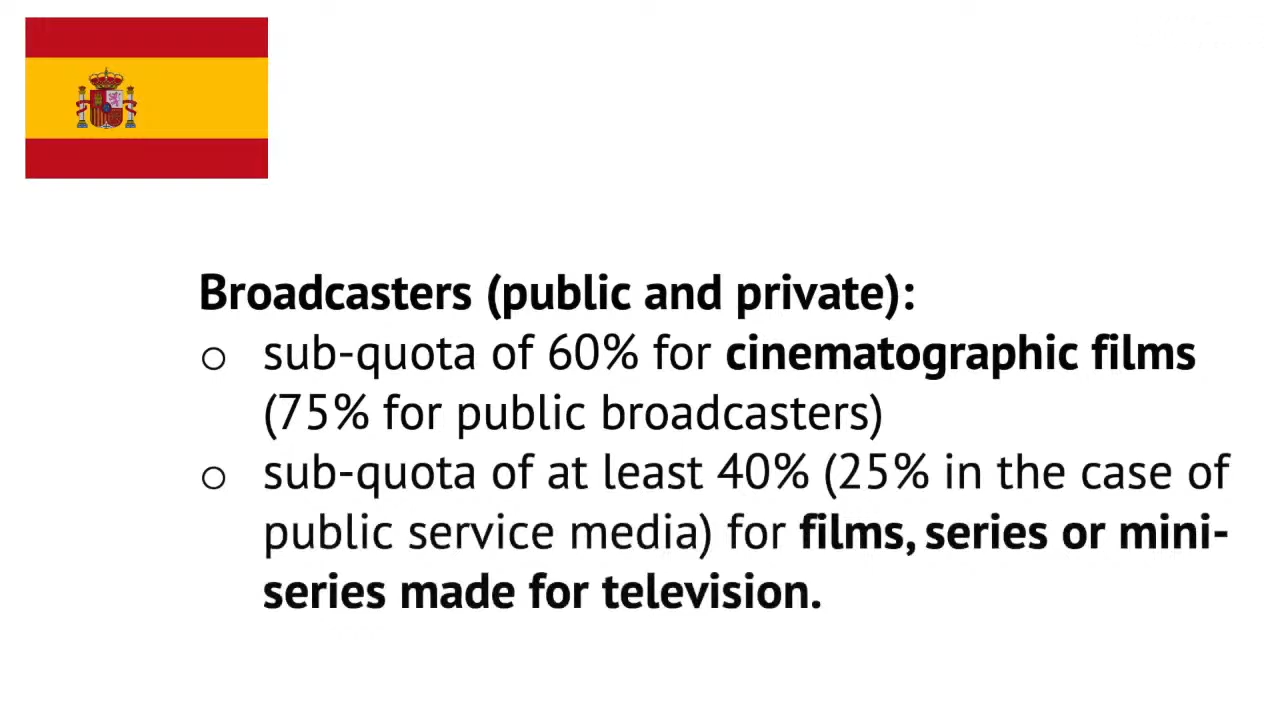 Broadcasters (public and private):
o sub-quota of 60% for cinematographic films
(75% for public broadcasters)
o sub-quota of at least 40% (25% in the case of
public service media) for films, series or mini-
series made for television.